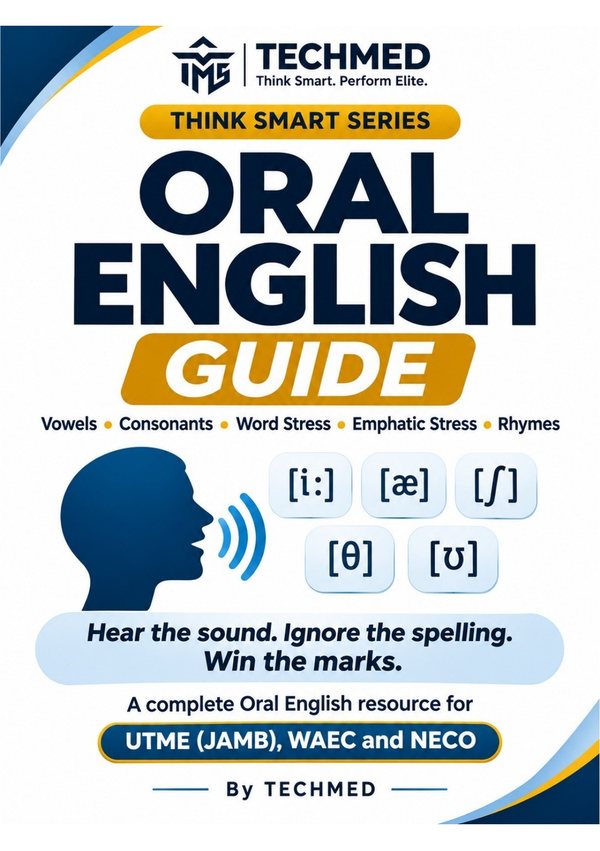 TMS
TECHMED
Think Smart. Perform Elite.
THINK SMART SERIES
ORAL
ENGLISH
GUIDE
Vowels • Consonants • Word Stress • Emphatic Stress • Rhymes
[i:] [æ] [ʃ]
[θ] [ʊ]
Hear the sound. Ignore the spelling.
Win the marks.
A complete Oral English resource for
UTME (JAMB), WAEC and NECO
By TECHMED